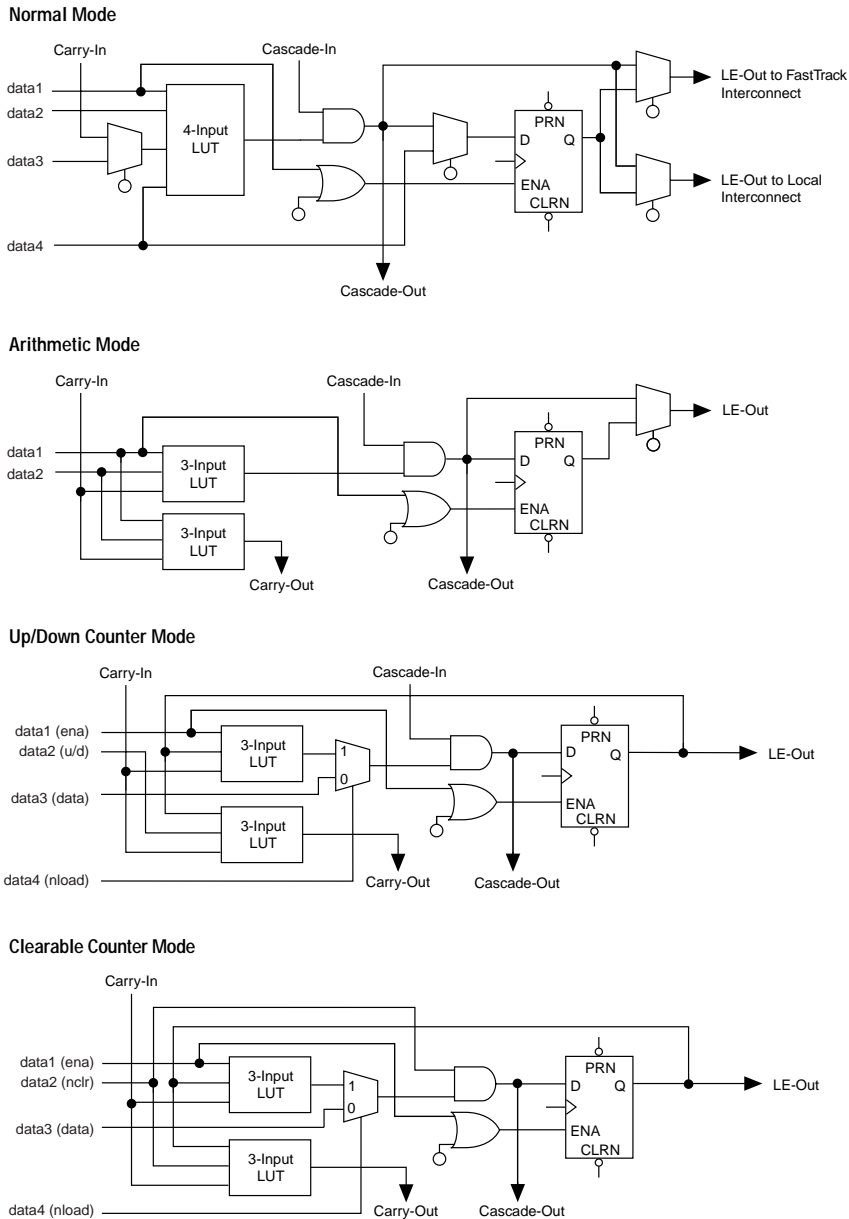 Normal Mode
Carry-In
Cascade-In
data1
data2
data3
data4
4-Input
LUT
PRN
D
Q
ENA
CLRN
LE-Out to FastTrack
Interconnect
LE-Out to Local
Interconnect
Cascade-Out
Arithmetic Mode
Carry-In
Cascade-In
data1
data2
3-Input
LUT
3-Input
LUT
PRN
D
Q
ENA
CLRN
LE-Out
Carry-Out
Cascade-Out
Up/Down Counter Mode
Carry-In
Cascade-In
data1 (ena)
data2 (u/d)
data3 (data)
data4 (nload)
3-Input
LUT
3-Input
LUT
1
0
PRN
D
Q
ENA
CLRN
LE-Out
Carry-Out
Cascade-Out
Clearable Counter Mode
Carry-In
data1 (ena)
data2 (nclr)
data3 (data)
data4 (nload)
3-Input
LUT
3-Input
LUT
1
0
PRN
D
Q
ENA
CLRN
LE-Out
Carry-Out
Cascade-Out